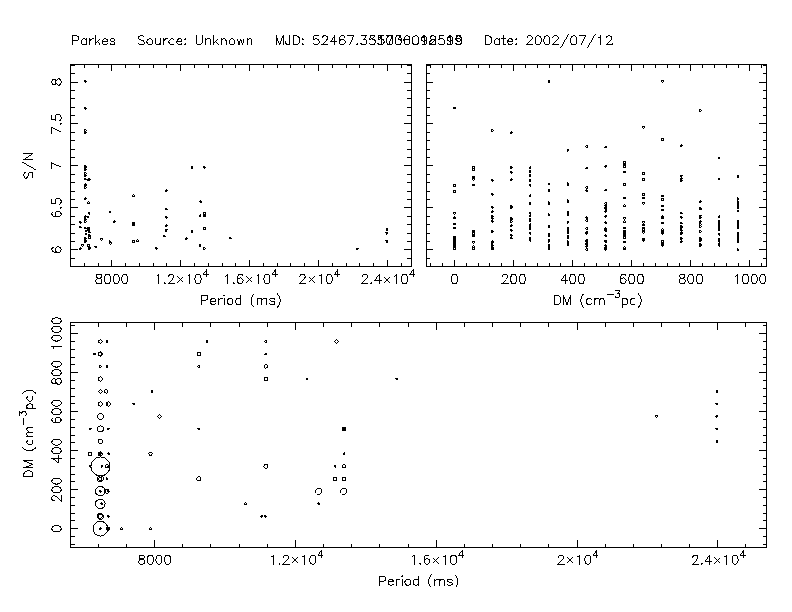 Parkes Source: Unknown MJD: Date: 2002/07/12
S/N
8
7.5
7
6.5
6
8000 1.2×10⁴ 1.6×10⁴ 2×10⁴ 2.4×10⁴
Period (ms)
0 200 400 600 800 1000
DM (cm⁻³pc)
DM (cm⁻³pc)
1000
800
600
400
200
0
8000 1.2×10⁴ 1.6×10⁴ 2×10⁴ 2.4×10⁴
Period (ms)